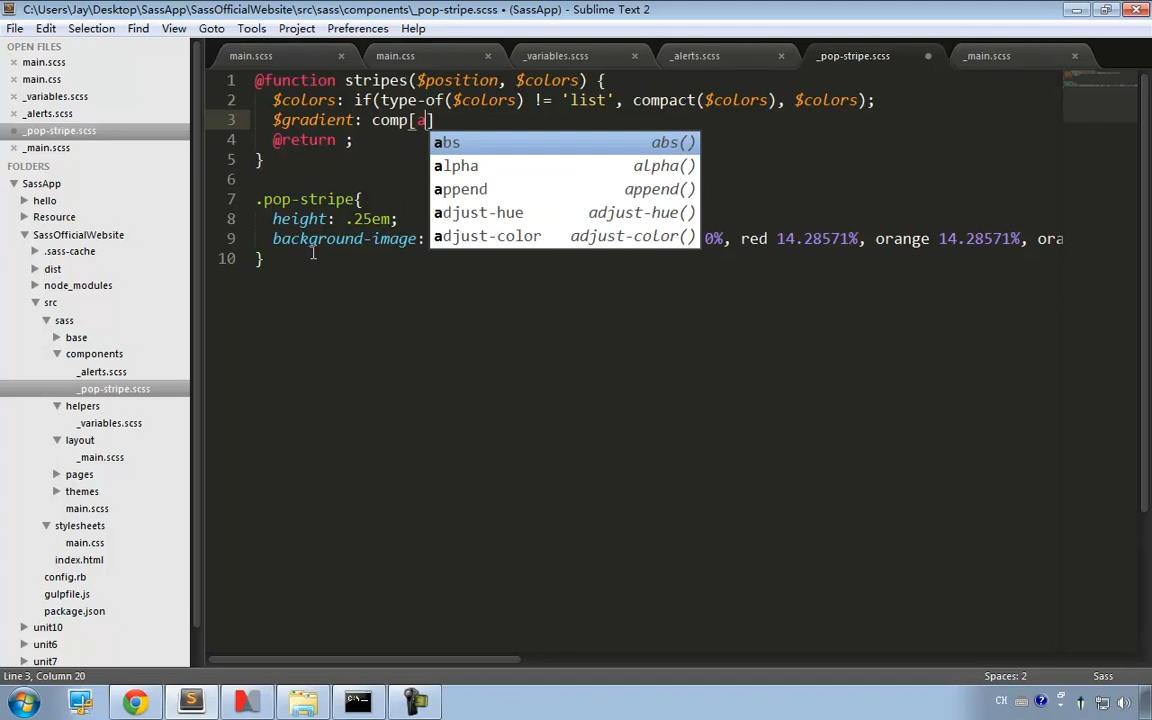 C:\Users\Jay\Desktop\SassApp\SassOfficialWebsite\src\sass\components\_pop-stripe.scss • (SassApp) - Sublime Text 2
File Edit Selection Find View Goto Tools Project Preferences Help
OPEN FILES
main.scss
main.css
_variables.scss
_alerts.scss
_pop-stripe.scss
_main.scss
FOLDERS
SassApp
hello
Resource
SassOfficialWebsite
.sass-cache
dist
node_modules
src
sass
base
components
_alerts.scss
_pop-stripe.scss
helpers
_variables.scss
layout
_main.scss
pages
themes
main.scss
stylesheets
main.css
index.html
config.rb
gulpfile.js
package.json
unit10
unit6
unit7
main.scss main.css _variables.scss _alerts.scss _pop-stripe.scss _main.scss
1 @function stripes($position, $colors) {
2 $colors: if(type-of($colors) != 'list', compact($colors), $colors);
3 $gradient: comp[a]
4 @return ;
5 }
6
7 .pop-stripe{
8 height: .25em;
9 background-image: 0%, red 14.28571%, orange 14.28571%, ora
10 }
abs abs()
alpha alpha()
append append()
adjust-hue adjust-hue()
adjust-color adjust-color()
Line 3, Column 20 Spaces: 2 Sass
CH